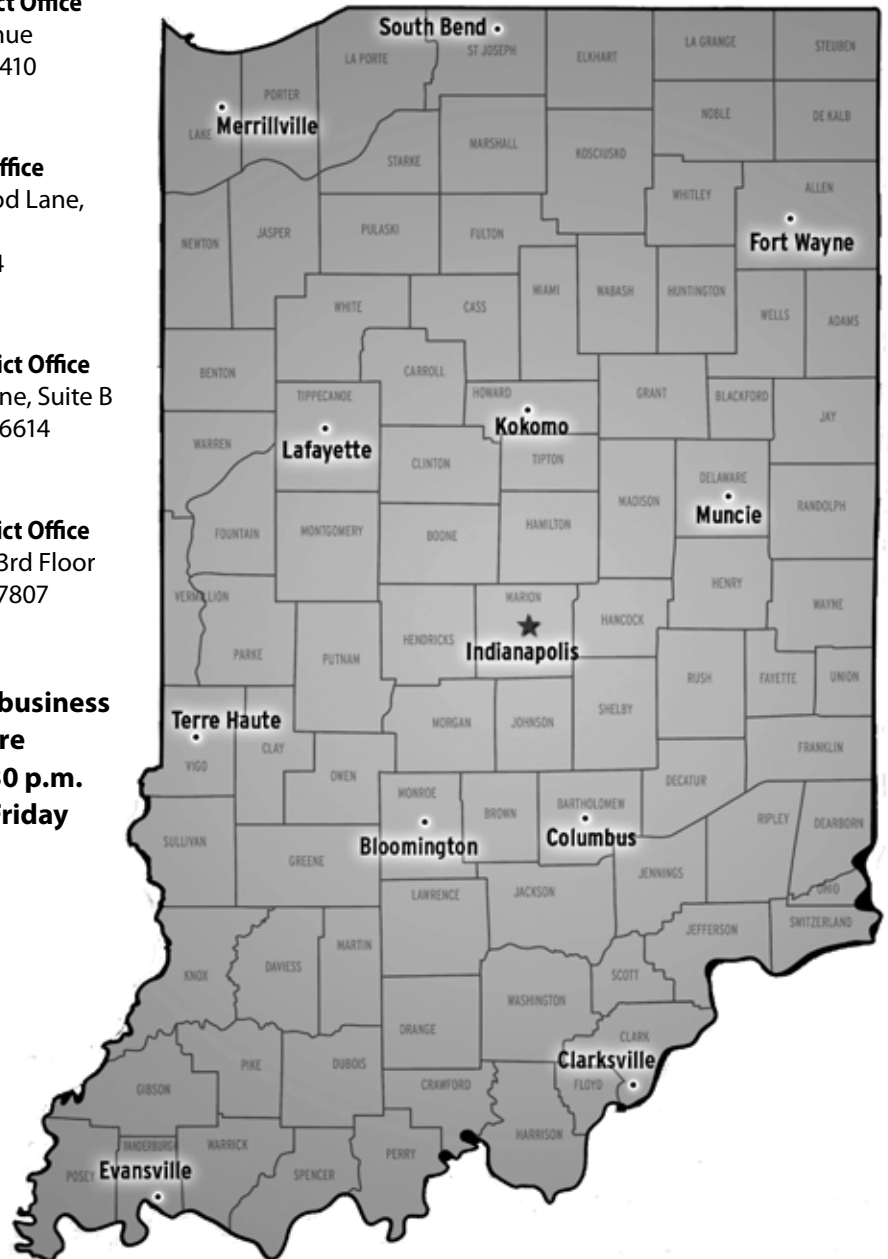 ct Office
nue
410
ffice
od Lane,
4
ict Office
ne, Suite B
6614
ict Office
3rd Floor
7807
business
re
0 p.m.
Friday
South Bend
LA PORTE
ST JOSEPH
ELKHART
LA GRANGE
STEUBEN
PORTER
LAKE
Merrillville
STARKE
MARSHALL
KOSCIUSKO
NOBLE
DE KALB
WHITLEY
ALLEN
Fort Wayne
NEWTON
JASPER
PULASKI
FULTON
WHITE
CASS
MIAMI
WABASH
HUNTINGTON
WELLS
ADAMS
BENTON
CARROLL
TIPPECANOE
Lafayette
HOWARD
Kokomo
GRANT
BLACKFORD
JAY
WARREN
CLINTON
TIPTON
MADISON
DELAWARE
Muncie
RANDOLPH
FOUNTAIN
MONTGOMERY
BOONE
HAMILTON
VERMILLION
PARKE
PUTNAM
HENDRICKS
MARION
Indianapolis
HANCOCK
HENRY
WAYNE
RUSH
FAYETTE
UNION
Terre Haute
VIGO
CLAY
OWEN
MORGAN
JOHNSON
SHELBY
FRANKLIN
DECATUR
SULLIVAN
GREENE
MONROE
Bloomington
BROWN
BARTHOLOMEW
Columbus
RIPLEY
DEARBORN
JENNINGS
OHIO
LAWRENCE
JACKSON
JEFFERSON
SWITZERLAND
KNOX
DAVIESS
MARTIN
WASHINGTON
SCOTT
ORANGE
CLARK
Clarksville
FLOYD
GIBSON
PIKE
DUBOIS
CRAWFORD
HARRISON
POSEY
VANDERBURGH
Evansville
WARRICK
SPENCER
PERRY